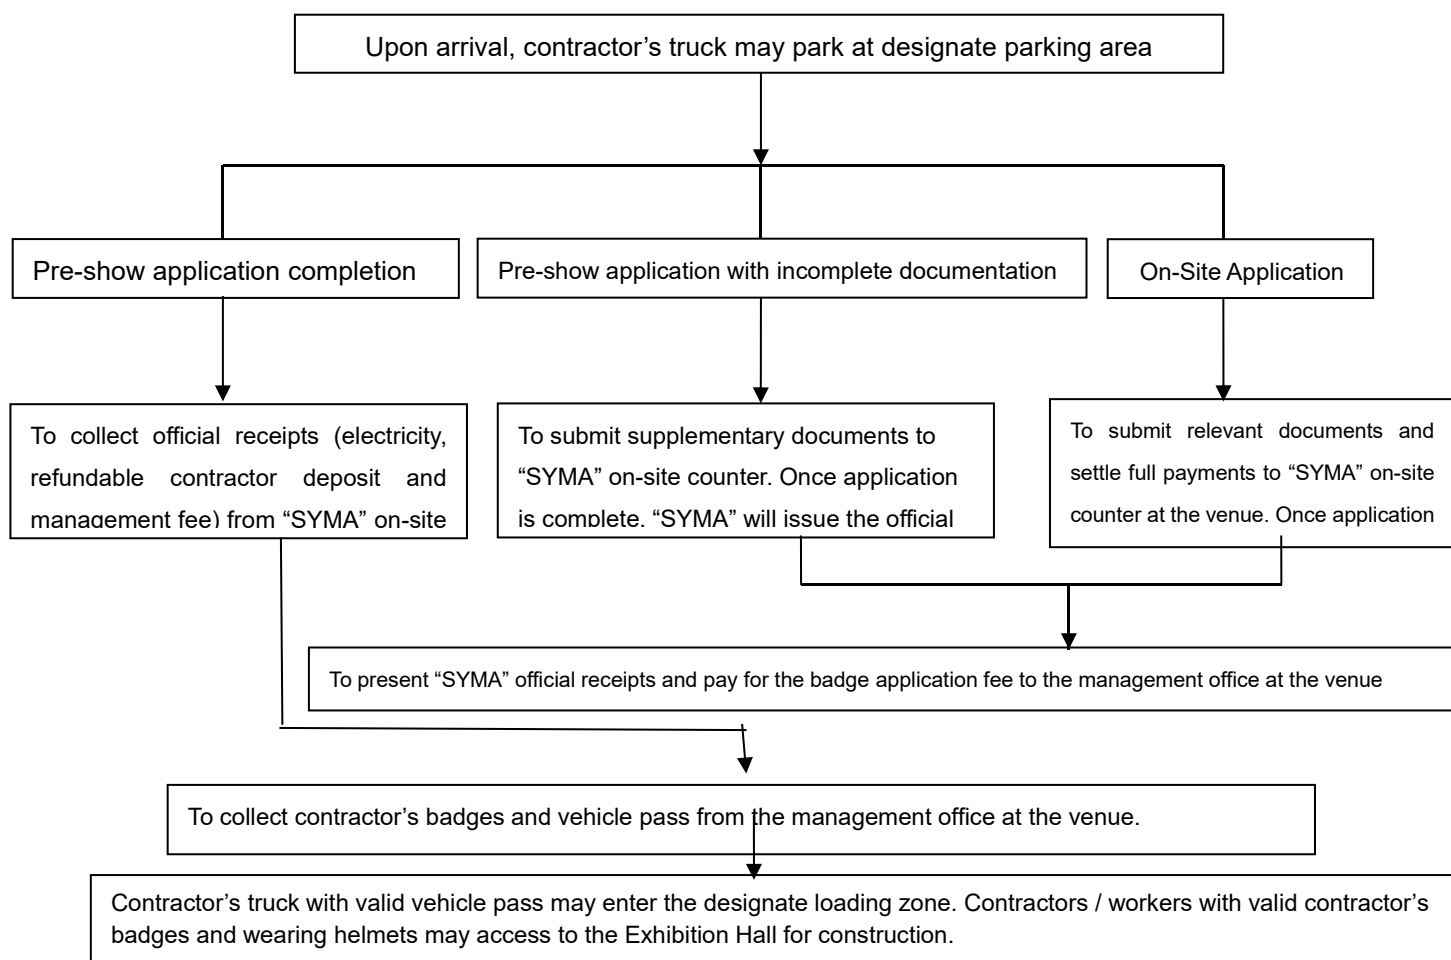 Upon arrival, contractor’s truck may park at designate parking area
Pre-show application completion
Pre-show application with incomplete documentation
On-Site Application
To collect official receipts (electricity,
refundable contractor deposit and
management fee) from “SYMA” on-site
To submit supplementary documents to
“SYMA” on-site counter. Once application
is complete, “SYMA” will issue the official
To submit relevant documents and
settle full payments to “SYMA” on-site
counter at the venue. Once application
To present “SYMA” official receipts and pay for the badge application fee to the management office at the venue
To collect contractor’s badges and vehicle pass from the management office at the venue.
Contractor’s truck with valid vehicle pass may enter the designate loading zone. Contractors / workers with valid contractor’s
badges and wearing helmets may access to the Exhibition Hall for construction.